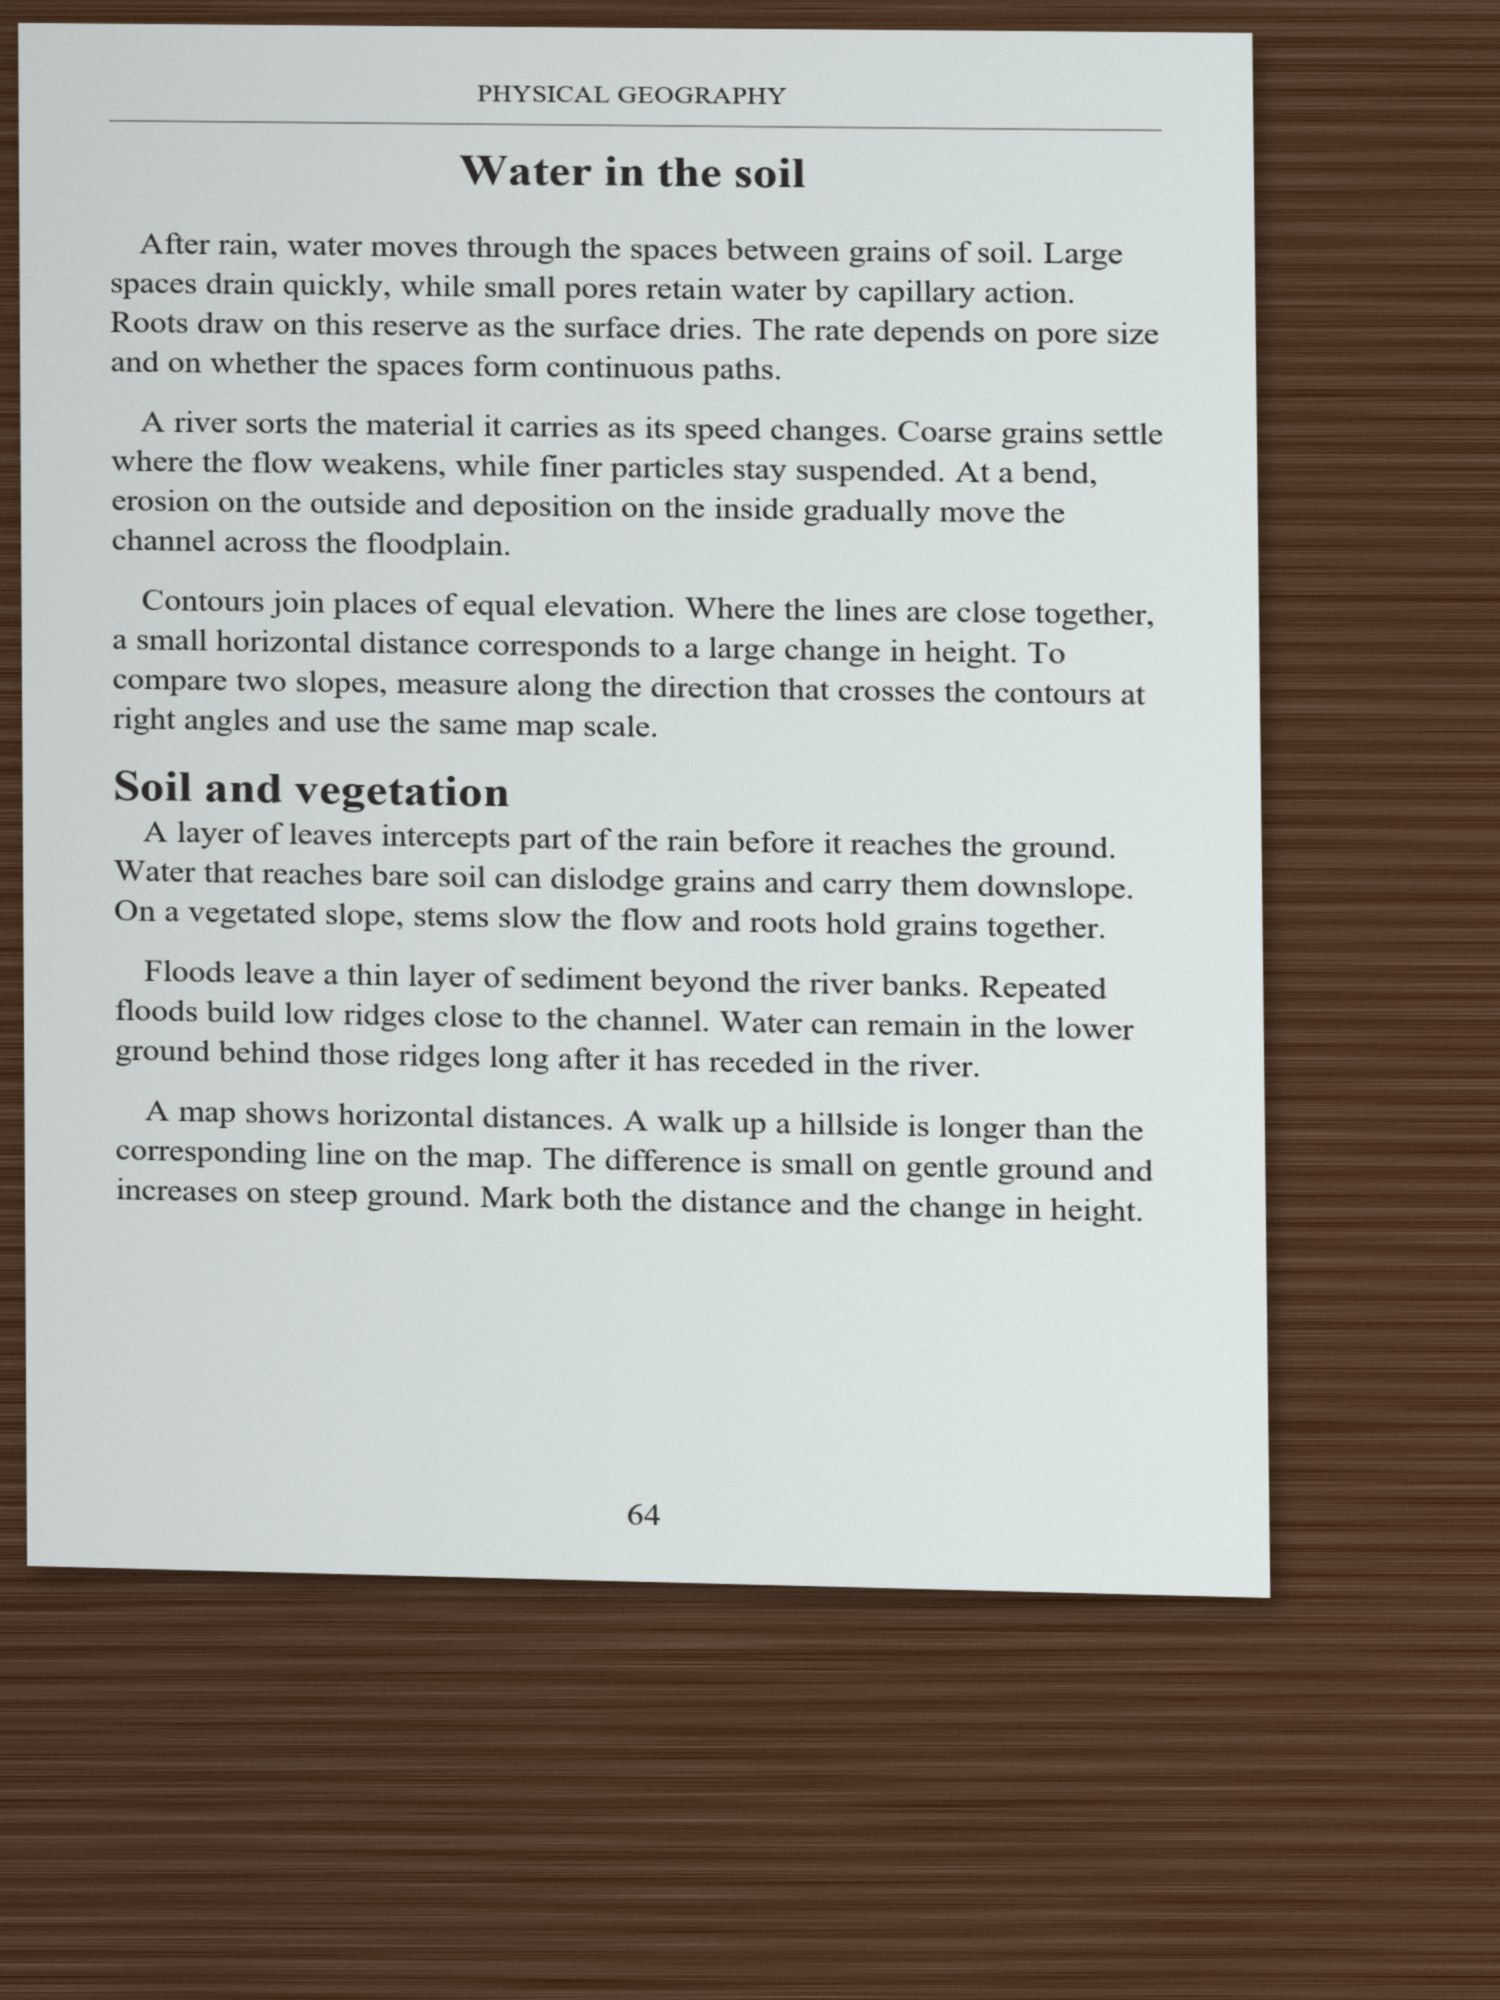 PHYSICAL GEOGRAPHY
Water in the soil
After rain, water moves through the spaces between grains of soil. Large
spaces drain quickly, while small pores retain water by capillary action.
Roots draw on this reserve as the surface dries. The rate depends on pore size
and on whether the spaces form continuous paths.
A river sorts the material it carries as its speed changes. Coarse grains settle
where the flow weakens, while finer particles stay suspended. At a bend,
erosion on the outside and deposition on the inside gradually move the
channel across the floodplain.
Contours join places of equal elevation. Where the lines are close together,
a small horizontal distance corresponds to a large change in height. To
compare two slopes, measure along the direction that crosses the contours at
right angles and use the same map scale.
Soil and vegetation
A layer of leaves intercepts part of the rain before it reaches the ground.
Water that reaches bare soil can dislodge grains and carry them downslope.
On a vegetated slope, stems slow the flow and roots hold grains together.
Floods leave a thin layer of sediment beyond the river banks. Repeated
floods build low ridges close to the channel. Water can remain in the lower
ground behind those ridges long after it has receded in the river.
A map shows horizontal distances. A walk up a hillside is longer than the
corresponding line on the map. The difference is small on gentle ground and
increases on steep ground. Mark both the distance and the change in height.
64